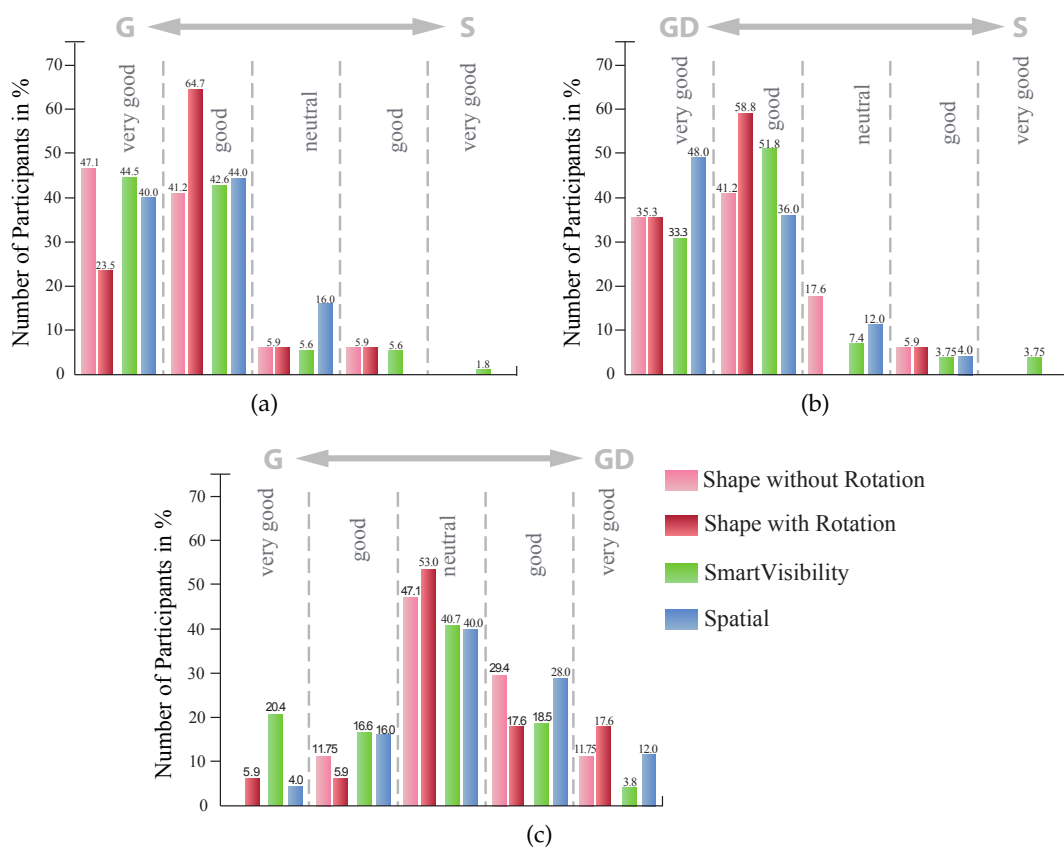 G S
Number of Participants in %
70
60
50
40
30
20
10
0
very good
good
neutral
good
very good
47.1
23.5
44.5
40.0
41.2
64.7
42.6
44.0
5.9
5.6
16.0
5.9
5.6
1.8
(a)
GD S
Number of Participants in %
70
60
50
40
30
20
10
0
very good
good
neutral
good
very good
35.3
33.3
48.0
41.2
58.8
51.8
36.0
17.6
7.4
12.0
5.9
3.75
4.0
3.75
(b)
G GD
Number of Participants in %
70
60
50
40
30
20
10
0
very good
good
neutral
good
very good
5.9
20.4
4.0
11.75
5.9
16.6
16.0
47.1
53.0
40.7
40.0
29.4
17.6
18.5
28.0
11.75
17.6
3.8
12.0
Shape without Rotation
Shape with Rotation
SmartVisibility
Spatial
(c)